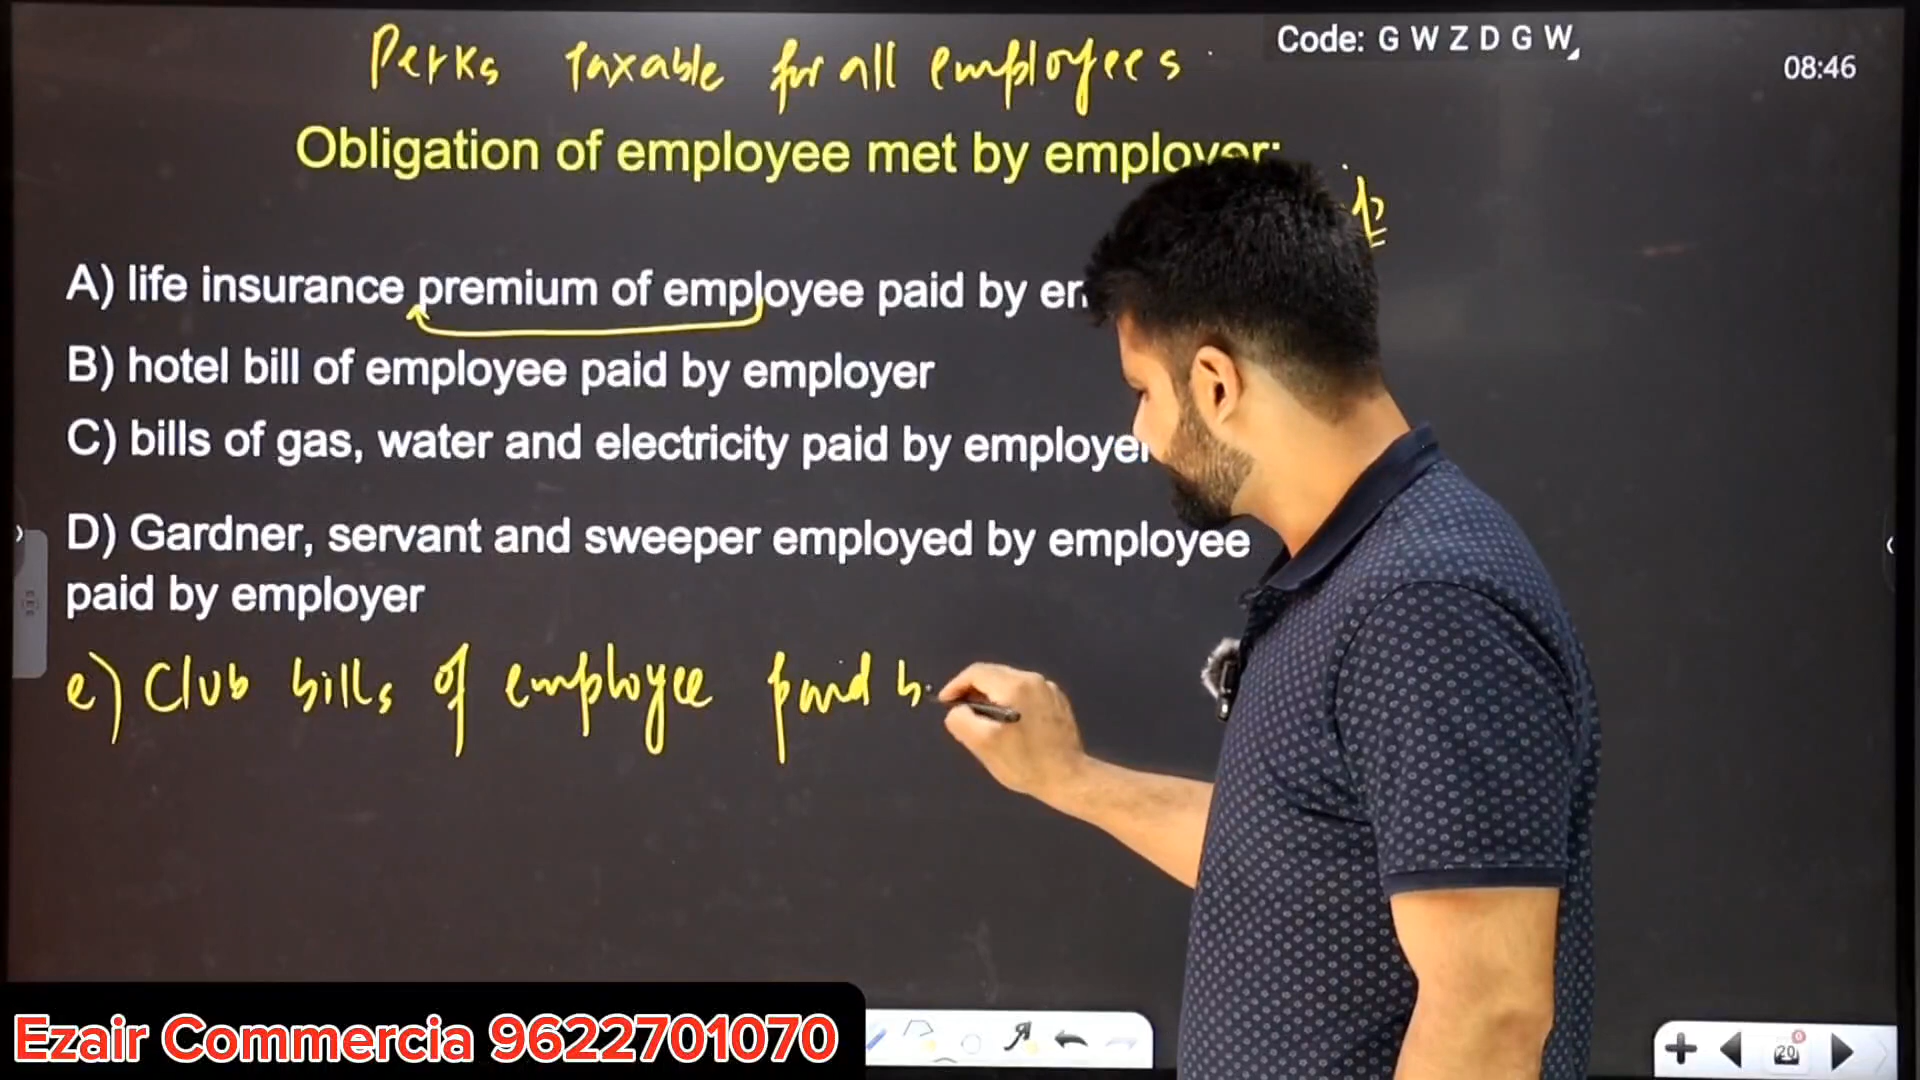 Perks Taxable for all employees
Code: G W Z D G W
08:46
Obligation of employee met by employer:
A) life insurance premium of employee paid by
B) hotel bill of employee paid by employer
C) bills of gas, water and electricity paid by employer
D) Gardner, servant and sweeper employed by employee
paid by employer
e) Club bills of employee paid b
Ezair Commercia 9622701070
20